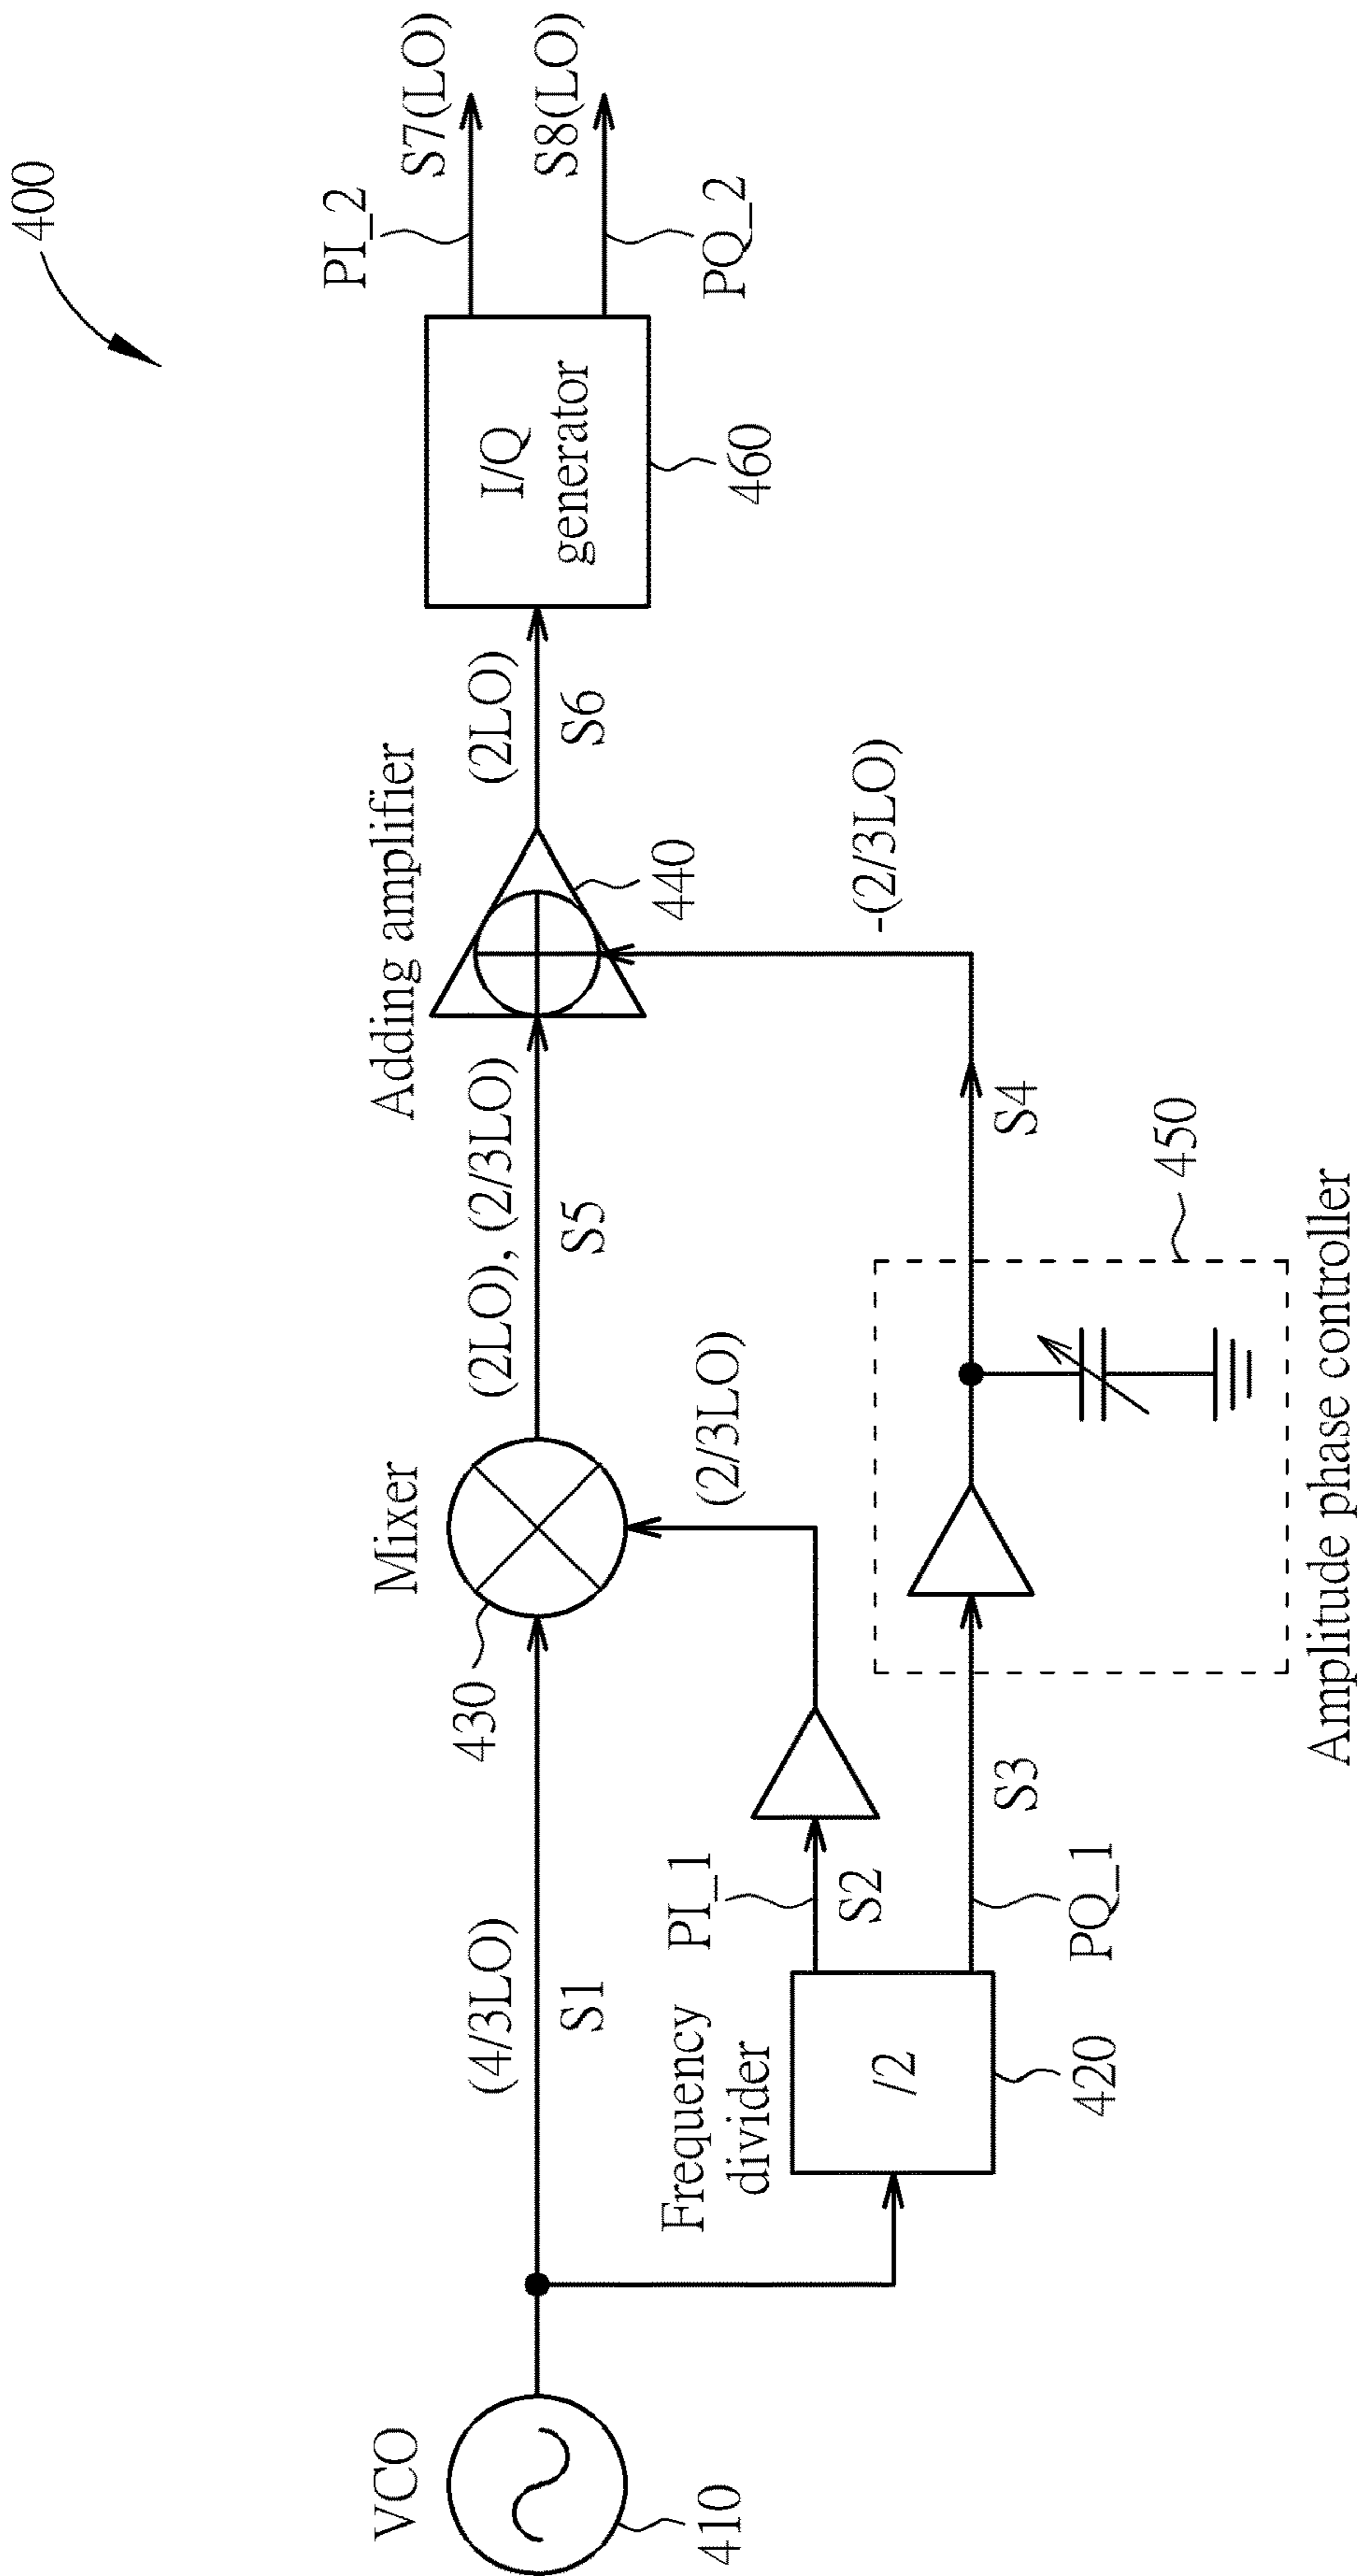 400
VCO
410
(4/3LO)
S1
Frequency
divider
/2
420
PI_1
S2
PQ_1
S3
Mixer
430
(2/3LO)
(2LO), (2/3LO)
S5
Amplitude phase controller
450
S4
-(2/3LO)
Adding amplifier
440
(2LO)
S6
I/Q
generator
460
PI_2
S7(LO)
PQ_2
S8(LO)